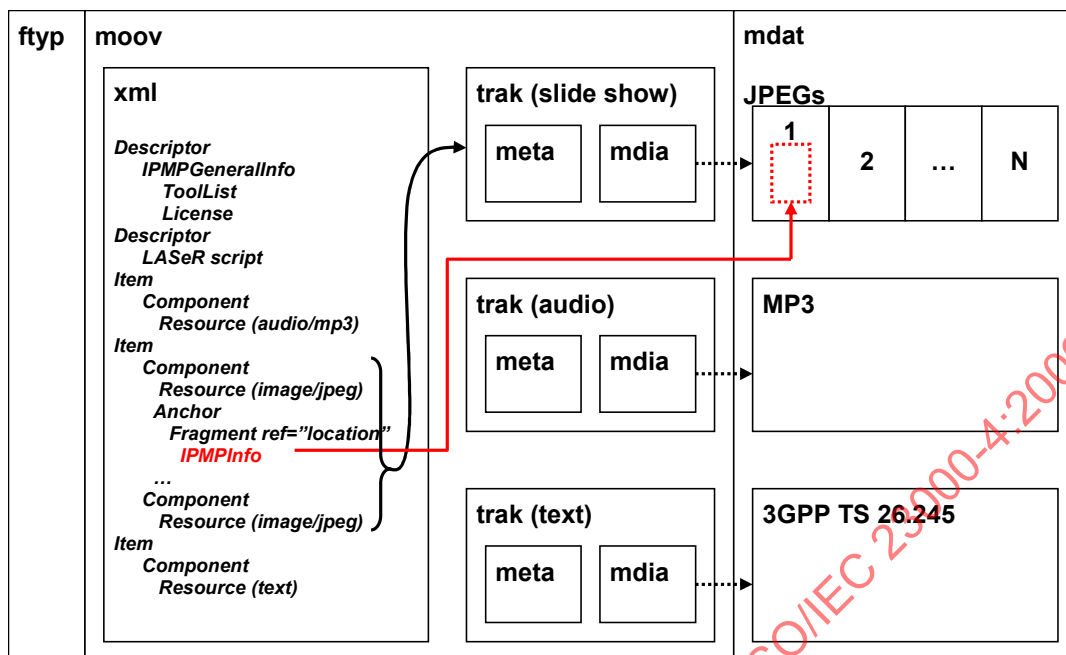 ftyp
moov
xml
Descriptor
IPMPGeneralInfo
ToolList
License
Descriptor
LASeR script
Item
Component
Resource (audio/mp3)
Item
Component
Resource (image/jpeg)
Anchor
Fragment ref="location"
IPMPInfo
…
Component
Resource (image/jpeg)
Item
Component
Resource (text)
trak (slide show)
meta
mdia
trak (audio)
meta
mdia
trak (text)
meta
mdia
mdat
JPEGs
1
2
…
N
MP3
3GPP TS 26.245